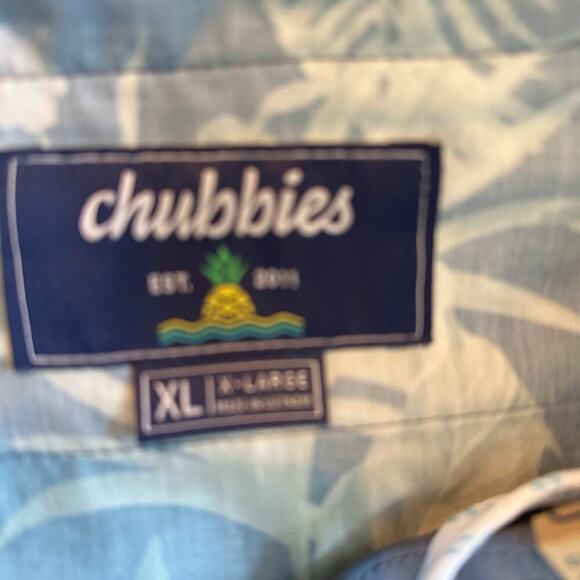 chubbies
EST. 2011
XL X-LARGE